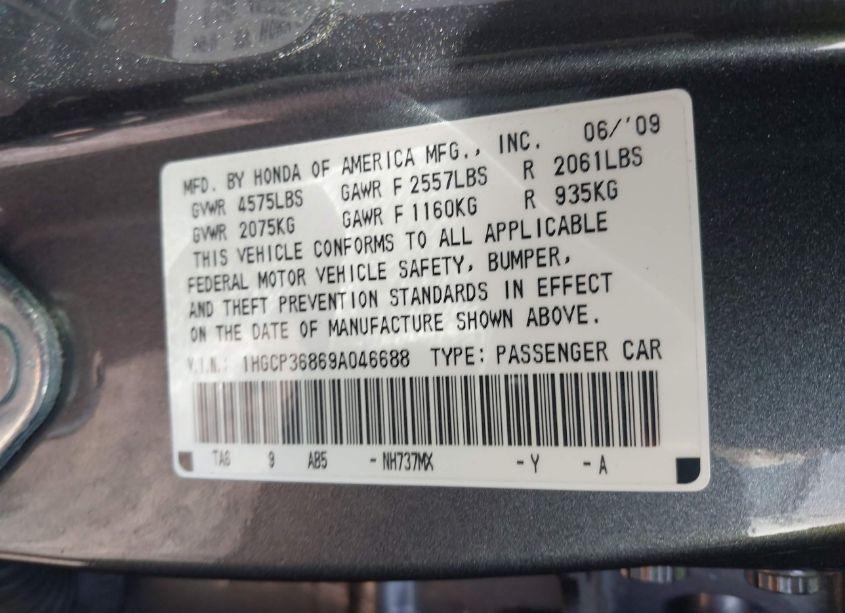 MFD. BY HONDA OF AMERICA MFG., INC. 06/'09
GVWR 4575LBS GAWR F 2557LBS R 2061LBS
GVWR 2075KG GAWR F 1160KG R 935KG
THIS VEHICLE CONFORMS TO ALL APPLICABLE
FEDERAL MOTOR VEHICLE SAFETY, BUMPER,
AND THEFT PREVENTION STANDARDS IN EFFECT
ON THE DATE OF MANUFACTURE SHOWN ABOVE.
V.I.N.: 1HGCP36869A046688 TYPE: PASSENGER CAR
TA6 9 AB5 - NH737MX - Y - A